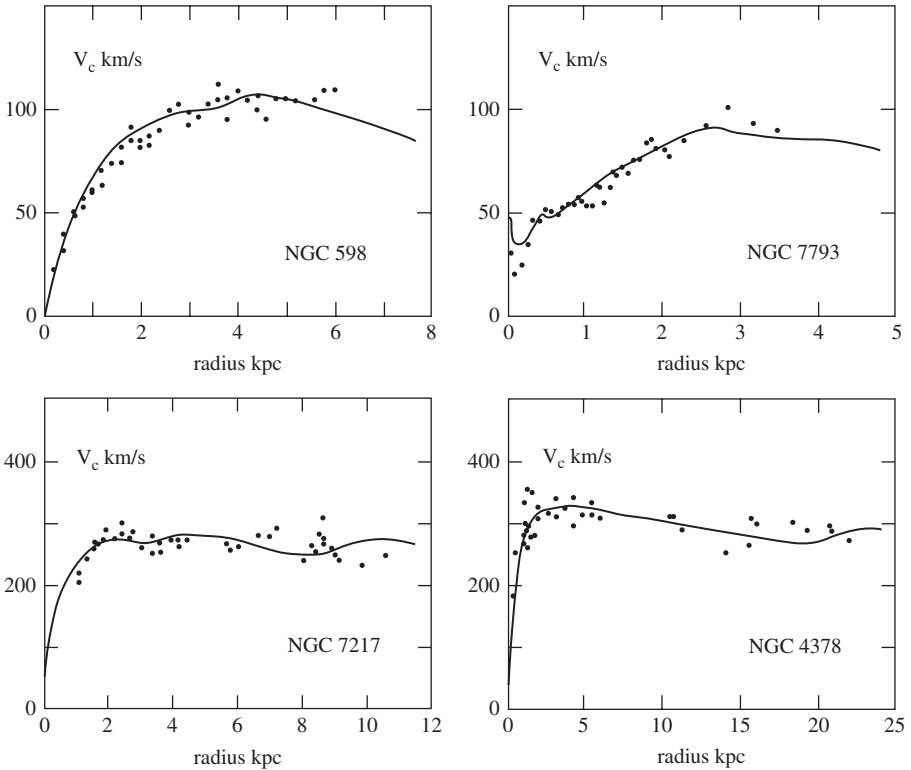 V_c km/s
100
50
0
NGC 598
0 2 4 6 8
radius kpc
V_c km/s
100
50
0
NGC 7793
0 1 2 3 4 5
radius kpc
V_c km/s
400
200
0
NGC 7217
0 2 4 6 8 10 12
radius kpc
V_c km/s
400
200
0
NGC 4378
0 5 10 15 20 25
radius kpc